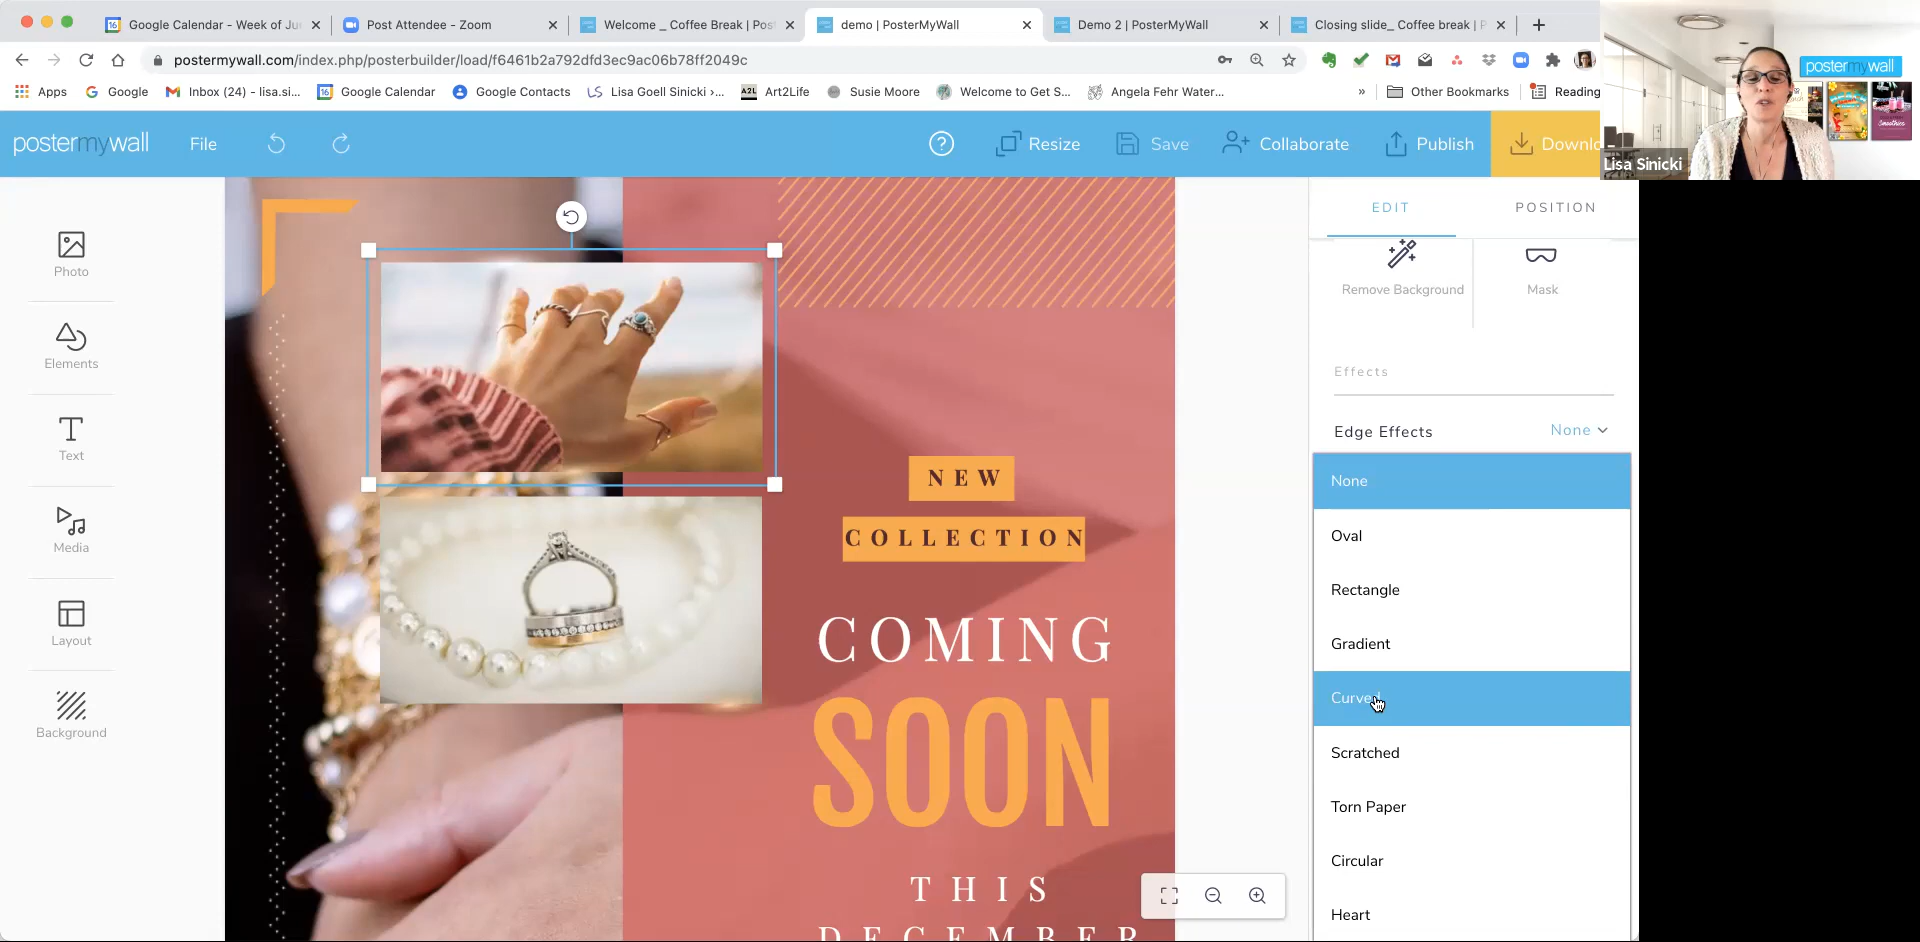 Google Calendar - Week of Ju
Post Attendee - Zoom
Welcome _ Coffee Break | Post
demo | PosterMyWall
Demo 2 | PosterMyWall
Closing slide_ Coffee break | P
postermywall.com/index.php/posterbuilder/load/f6461b2a792dfd3ec9ac06b78ff2049c
Apps
Google
Inbox (24) - lisa.si...
Google Calendar
Google Contacts
Lisa Goell Sinicki ›...
A2L Art2Life
Susie Moore
Welcome to Get S...
Angela Fehr Water...
»
Other Bookmarks
Reading
postermywall
File
Resize
Save
Collaborate
Publish
Downlo
postermywall
Smoothies
Lisa Sinicki
Photo
Elements
Text
Media
Layout
Background
NEW
COLLECTION
COMING
SOON
THIS
DECEMBER
EDIT
POSITION
Remove Background
Mask
Effects
Edge Effects
None
None
Oval
Rectangle
Gradient
Curved
Scratched
Torn Paper
Circular
Heart